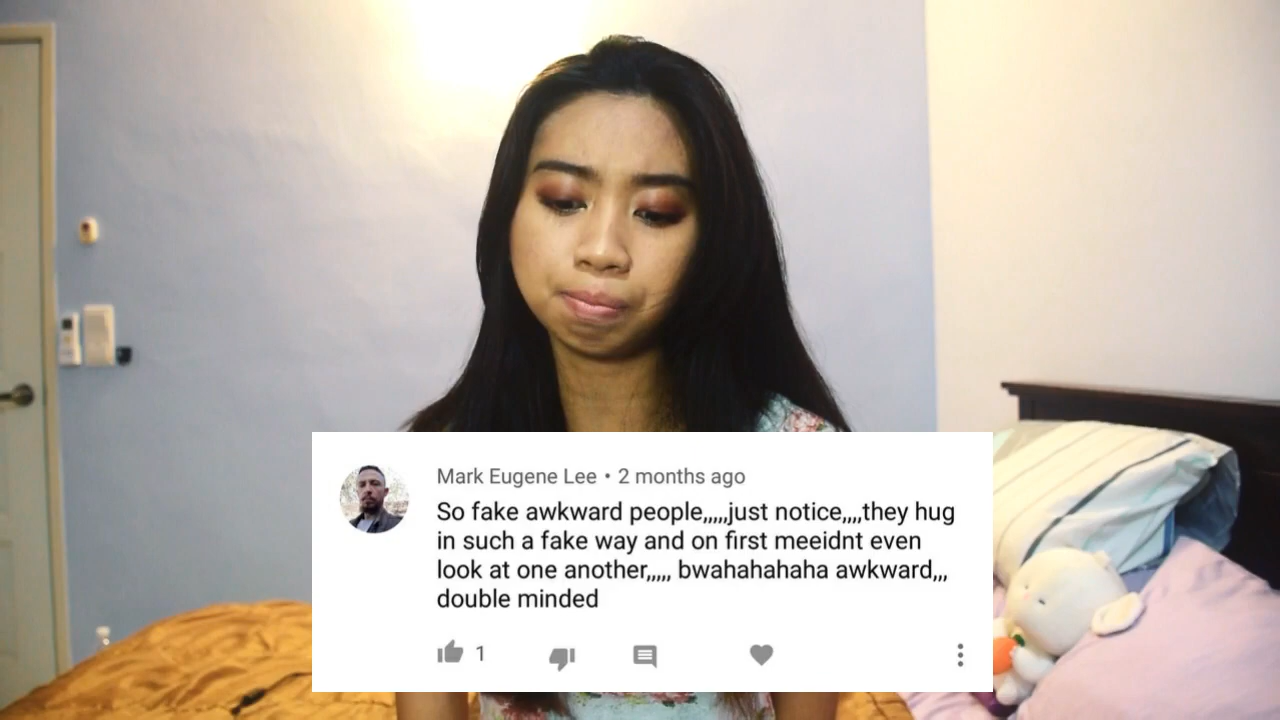 Mark Eugene Lee • 2 months ago
So fake awkward people,,,,,just notice,,,,they hug
in such a fake way and on first meeidnt even
look at one another,,,,, bwahahahaha awkward,,,
double minded
1